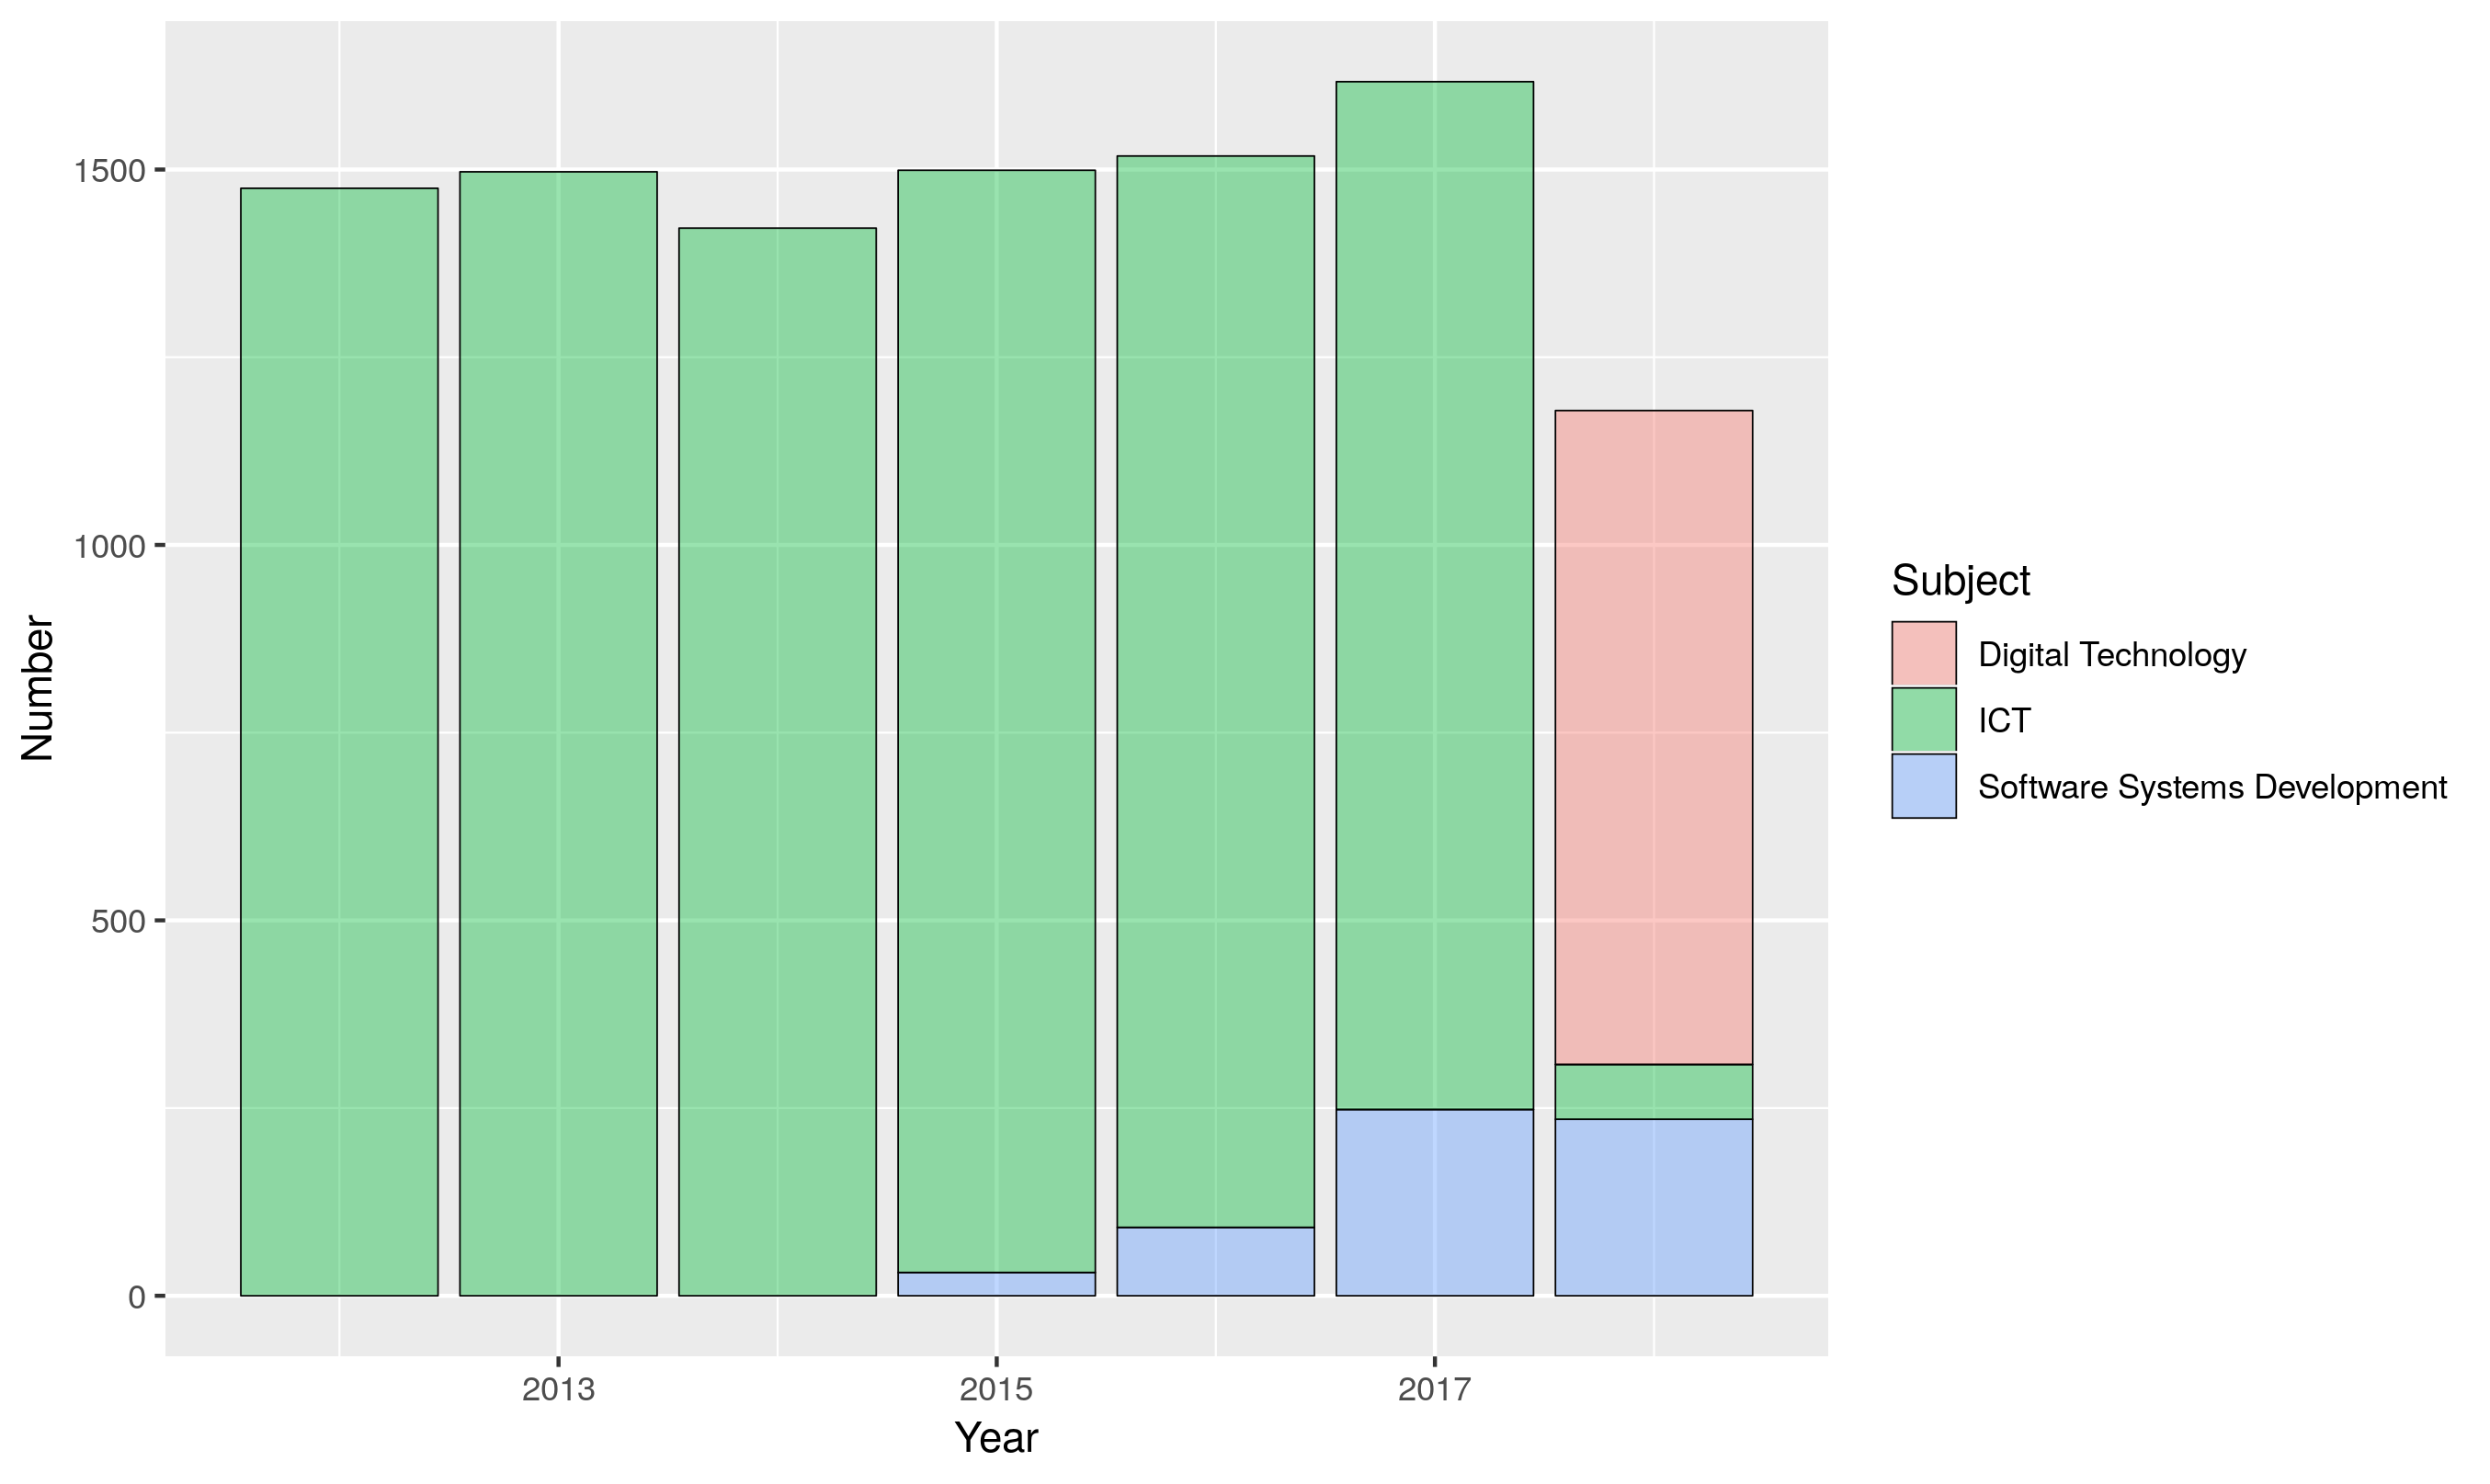 1500
1000
500
0
Number
2013 2015 2017
Year
Subject
Digital Technology
ICT
Software Systems Development